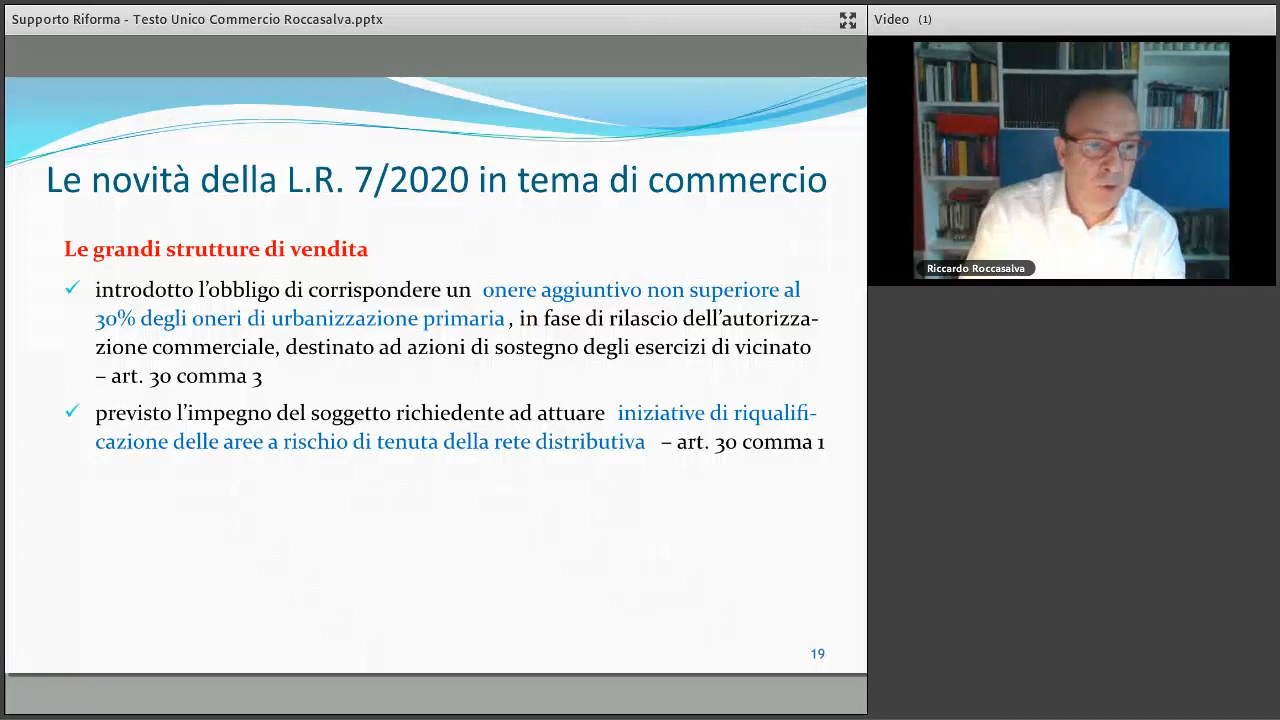 Supporto Riforma - Testo Unico Commercio Roccasalva.pptx
Video (1)
Riccardo Roccasalva
Le novità della L.R. 7/2020 in tema di commercio
Le grandi strutture di vendita
✓ introdotto l’obbligo di corrispondere un onere aggiuntivo non superiore al
30% degli oneri di urbanizzazione primaria , in fase di rilascio dell’autorizza-
zione commerciale, destinato ad azioni di sostegno degli esercizi di vicinato
– art. 30 comma 3
✓ previsto l’impegno del soggetto richiedente ad attuare iniziative di riqualifi-
cazione delle aree a rischio di tenuta della rete distributiva – art. 30 comma 1
19